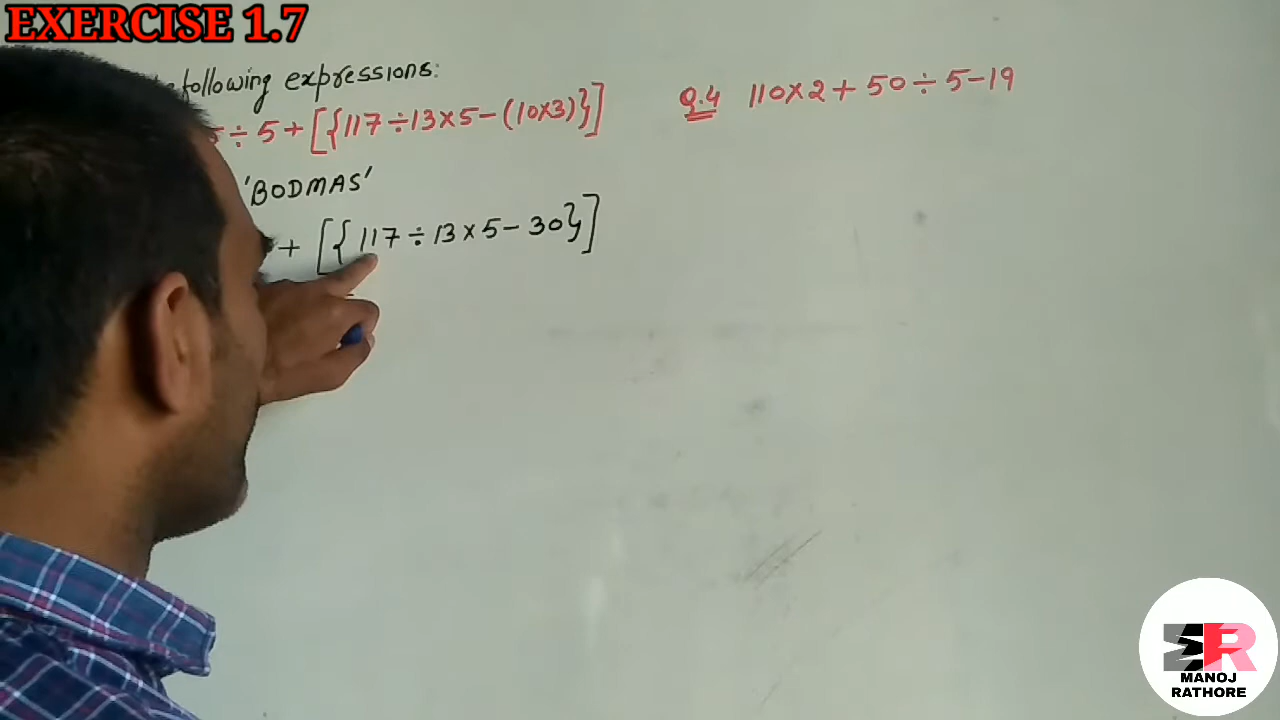 EXERCISE 1.7
following expressions:
5 ÷ 5 + [{117 ÷ 13 × 5 - (10×3)}]
Q.4 110×2 + 50 ÷ 5 - 19
'BODMAS'
+ [{117 ÷ 13 × 5 - 30}]
MANOJ
RATHORE